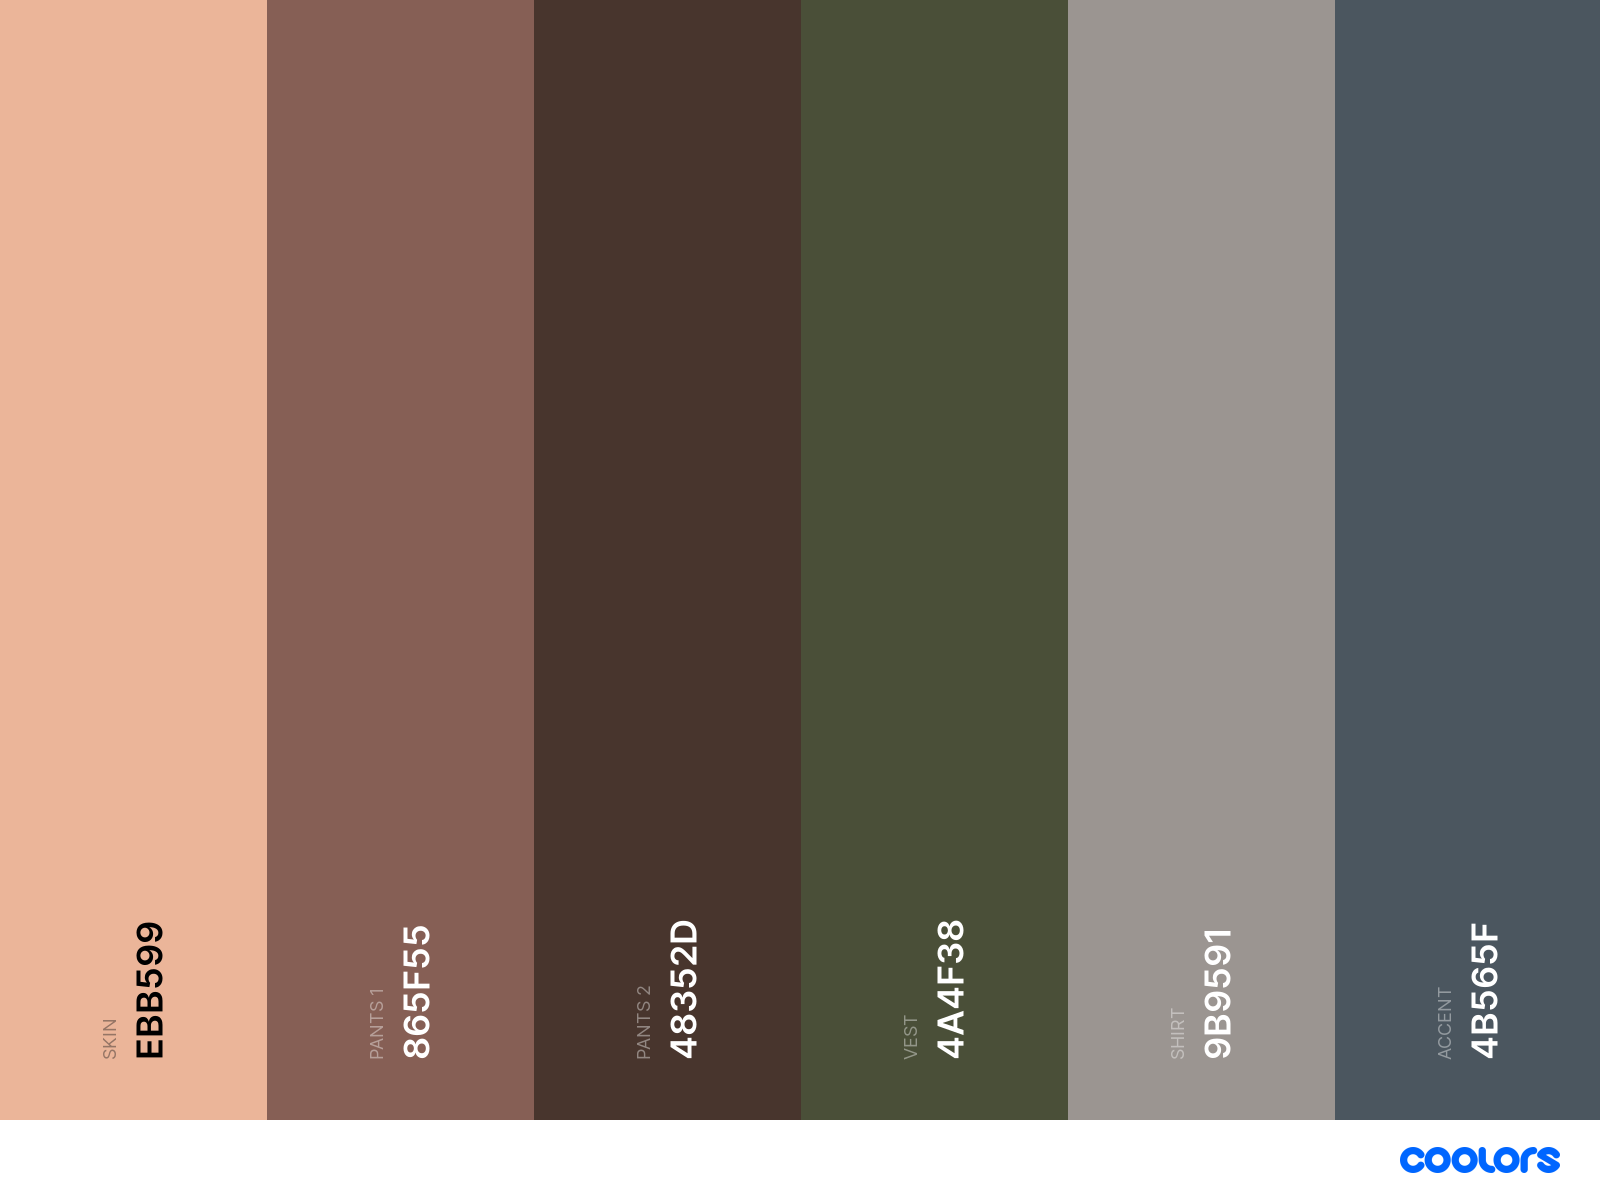 SKIN
EBB599
PANTS 1
865F55
PANTS 2
48352D
VEST
4A4F38
SHIRT
9B9591
ACCENT
4B565F
coolors